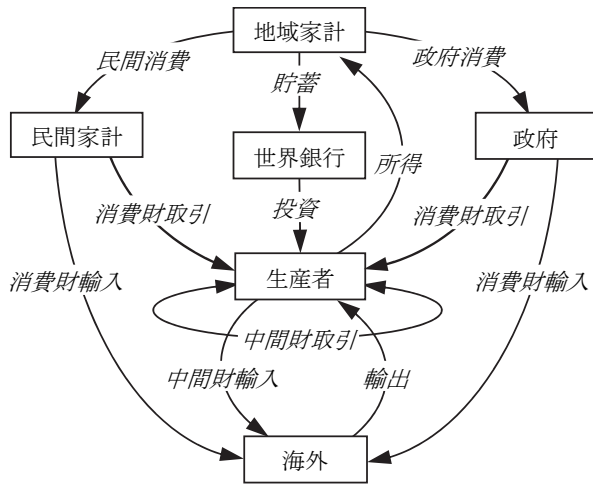 地域家計
民間消費
政府消費
貯蓄
民間家計
世界銀行
政府
所得
消費財取引
投資
消費財取引
消費財輸入
生産者
消費財輸入
中間財取引
中間財輸入
輸出
海外